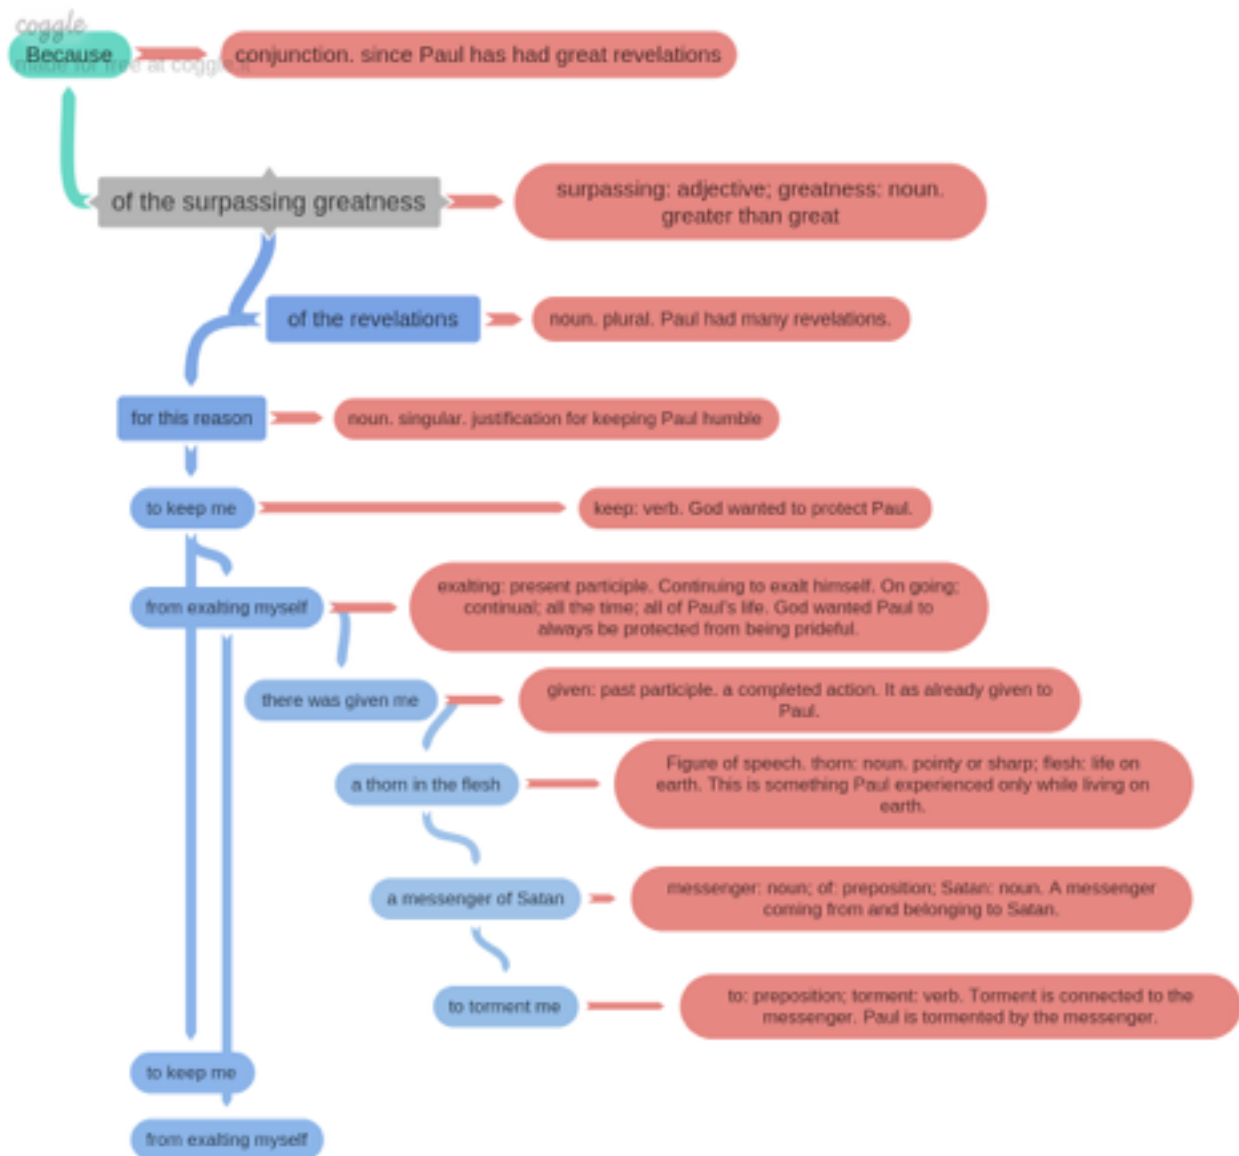 coggle
made for free at coggle.it
Because
conjunction. since Paul has had great revelations
of the surpassing greatness
surpassing: adjective; greatness: noun.
greater than great
of the revelations
noun. plural. Paul had many revelations.
for this reason
noun. singular. justification for keeping Paul humble
to keep me
keep: verb. God wanted to protect Paul.
from exalting myself
exalting: present participle. Continuing to exalt himself. On going;
continual; all the time; all of Paul's life. God wanted Paul to
always be protected from being prideful.
there was given me
given: past participle. a completed action. It as already given to
Paul.
a thorn in the flesh
Figure of speech. thorn: noun. pointy or sharp; flesh: life on
earth. This is something Paul experienced only while living on
earth.
a messenger of Satan
messenger: noun; of: preposition; Satan: noun. A messenger
coming from and belonging to Satan.
to torment me
to: preposition; torment: verb. Torment is connected to the
messenger. Paul is tormented by the messenger.
to keep me
from exalting myself